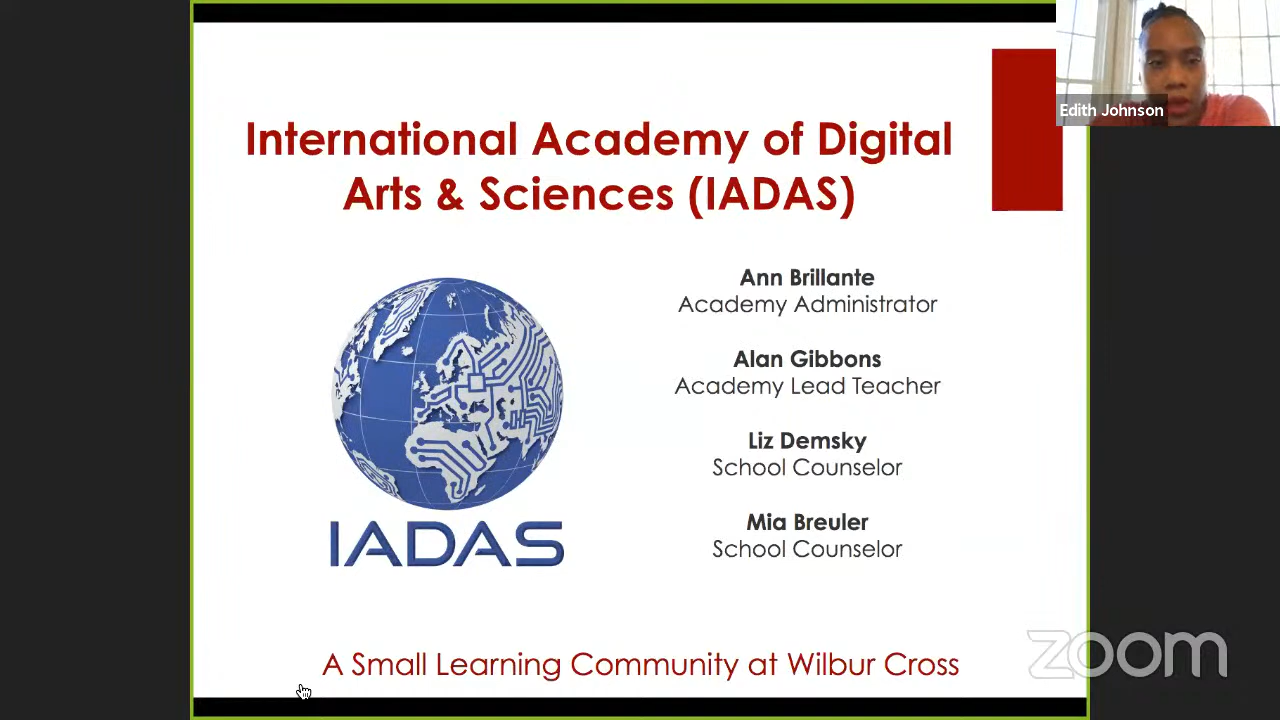 Edith Johnson
International Academy of Digital
Arts & Sciences (IADAS)
Ann Brillante
Academy Administrator
Alan Gibbons
Academy Lead Teacher
Liz Demsky
School Counselor
Mia Breuler
School Counselor
IADAS
A Small Learning Community at Wilbur Cross
zoom